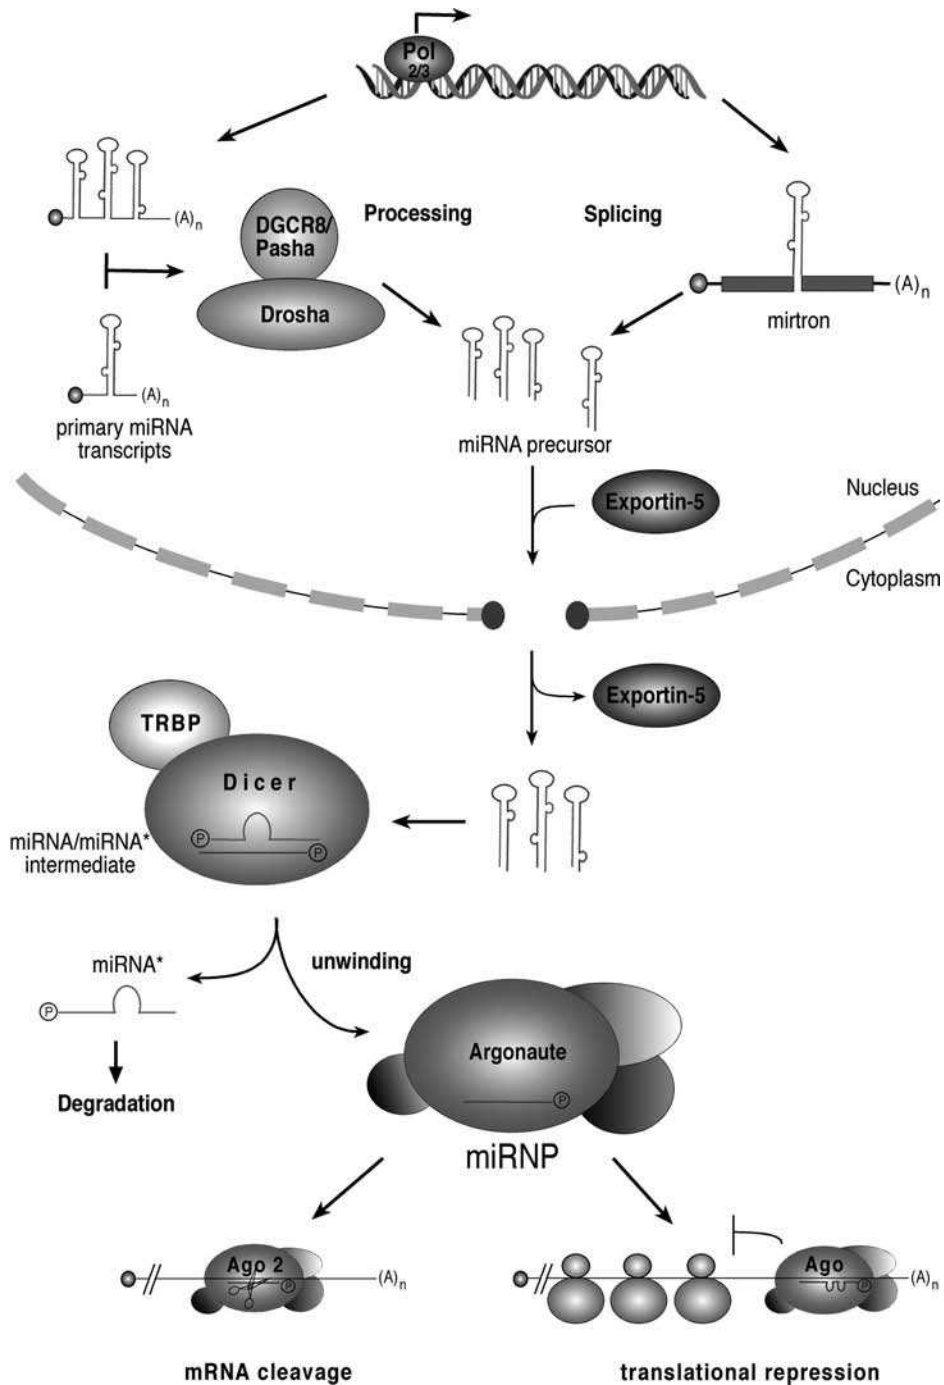 Pol
2/3
(A)n
DGCR8/
Pasha
Processing
Splicing
Drosha
(A)n
mirtron
(A)n
primary miRNA
transcripts
miRNA precursor
Exportin-5
Nucleus
Cytoplasm
Exportin-5
TRBP
Dicer
P
P
miRNA/miRNA*
intermediate
miRNA*
unwinding
P
Argonaute
P
Degradation
miRNP
Ago 2
P
(A)n
Ago
P
(A)n
mRNA cleavage
translational repression